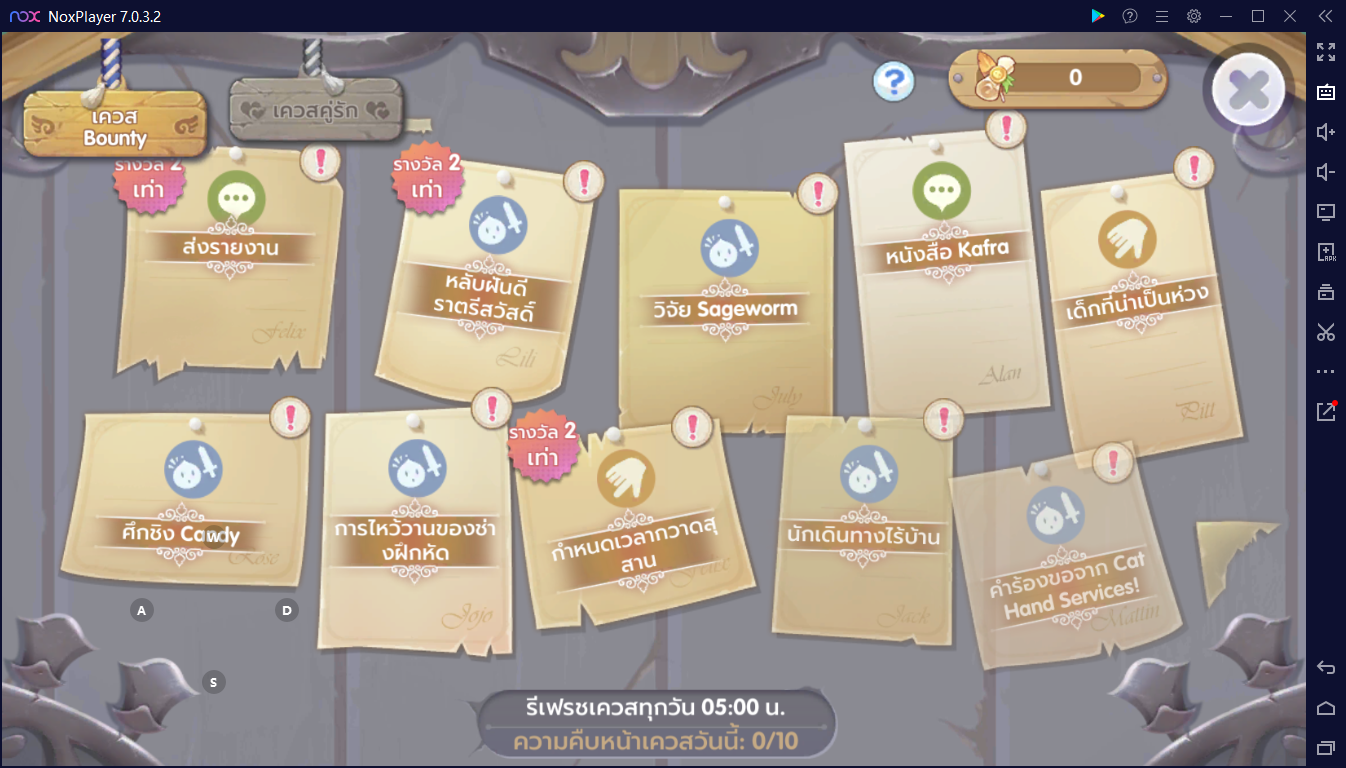 nox NoxPlayer 7.0.3.2
เควส
Bounty
เควสคู่รัก
0
รางวัล 2
เท่า
ส่งรายงาน
Felix
รางวัล 2
เท่า
หลับฝันดี
ราตรีสวัสดิ์
Lili
วิจัย Sageworm
July
หนังสือ Kafra
Alan
เด็กที่น่าเป็นห่วง
Pill
ศึกชิง Cawdy
Rose
การไหว้วานของช่า
งฝึกหัด
Jojo
รางวัล 2
เท่า
กำหนดเวลากวาดสุ
สาน
นักเดินทางไร้บ้าน
Jack
คำร้องขอจาก Cat
Hand Services!
A
D
S
รีเฟรชเควสทุกวัน 05:00 น.
ความคืบหน้าเควสวันนี้: 0/10